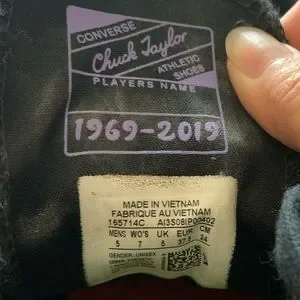 CONVERSE
Chuck Taylor
ATHLETIC
SHOES
PLAYERS NAME
1969-2019
MADE IN VIETNAM
FABRIQUE AU VIETNAM
165714C
MENS WO'S UK EUR CM
5 7 5 24
GENDER: UNISEX